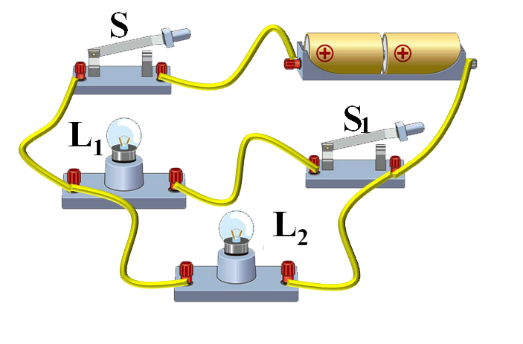 S
+ +
L₁
S₁
L₂